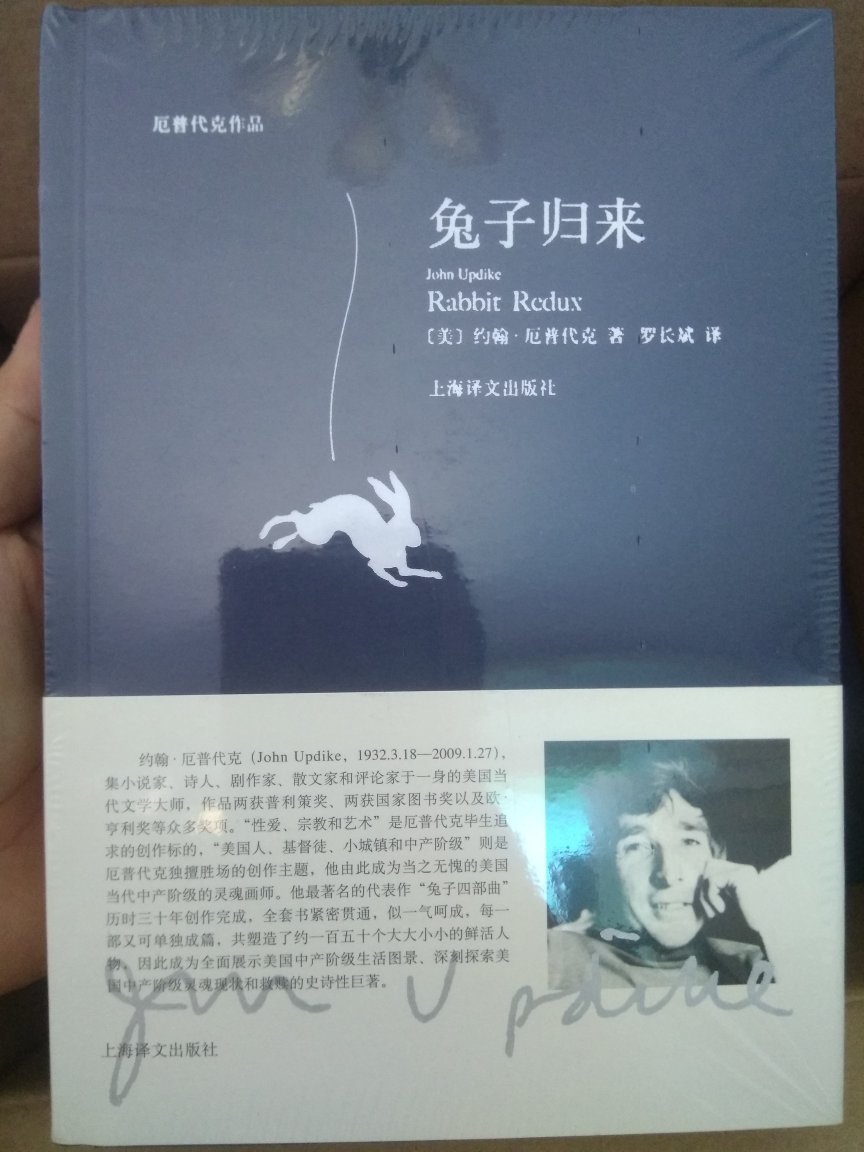 厄普代克作品
兔子归来
John Updike
Rabbit Redux
〔美〕约翰·厄普代克 著 罗长斌 译
上海译文出版社
约翰·厄普代克（John Updike，1932.3.18—2009.1.27），
集小说家、诗人、剧作家、散文家和评论家于一身的美国当
代文学大师，作品两获普利策奖、两获国家图书奖以及欧·
亨利奖等众多奖项。“性爱、宗教和艺术”是厄普代克毕生追
求的创作标的，“美国人、基督徒、小城镇和中产阶级”则是
厄普代克独擅胜场的创作主题，他由此成为当之无愧的美国
当代中产阶级的灵魂画师。他最著名的代表作“兔子四部曲”
历时三十年创作完成，全套书紧密贯通，似一气呵成，每一
部又可单独成篇，共塑造了约一百五十个大大小小的鲜活人
物，因此成为全面展示美国中产阶级生活图景、深刻探索美
国中产阶级灵魂现状和救赎的史诗性巨著。
John Updike
上海译文出版社